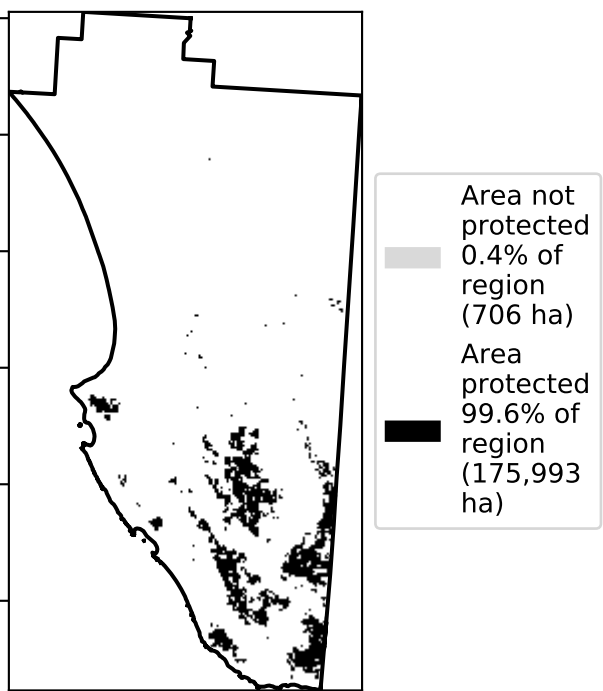 Area not
protected
0.4% of
region
(706 ha)
Area
protected
99.6% of
region
(175,993
ha)